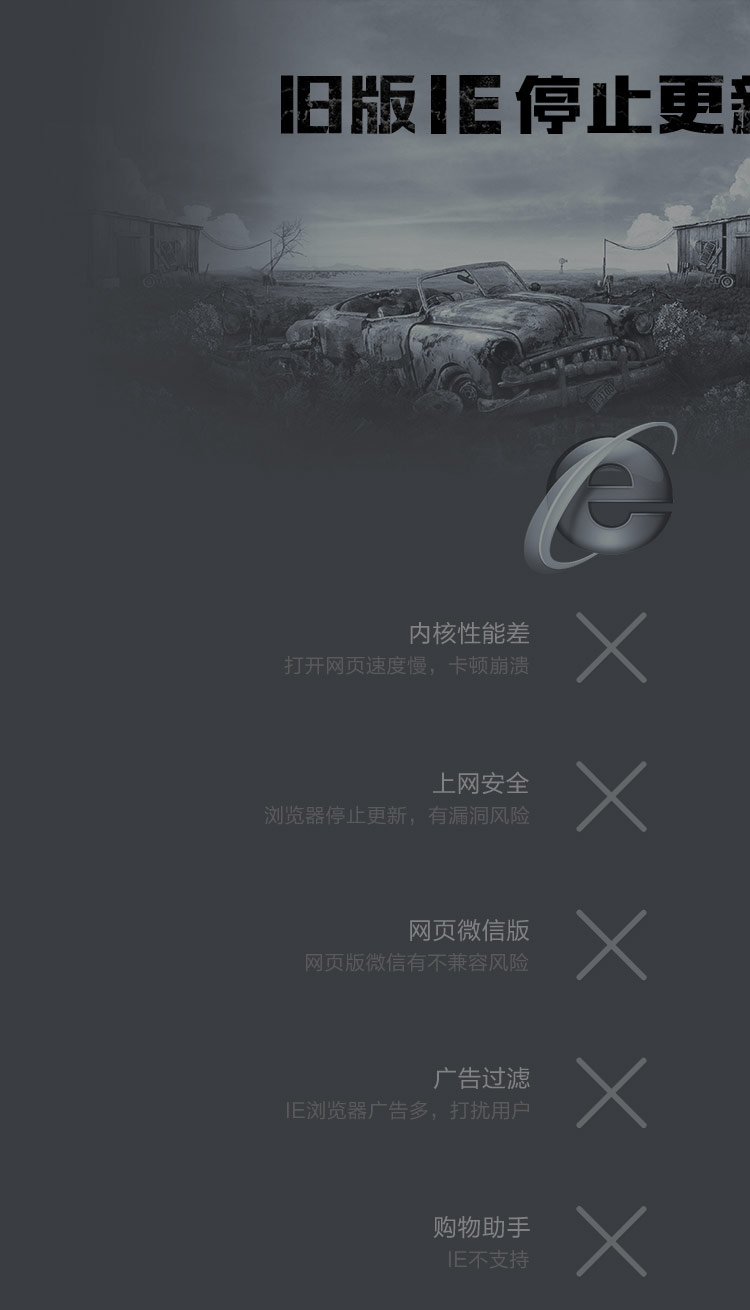 旧版IE停止更
内核性能差
打开网页速度慢，卡顿崩溃
上网安全
浏览器停止更新，有漏洞风险
网页微信版
网页版微信有不兼容风险
广告过滤
IE浏览器广告多，打扰用户
购物助手
IE不支持